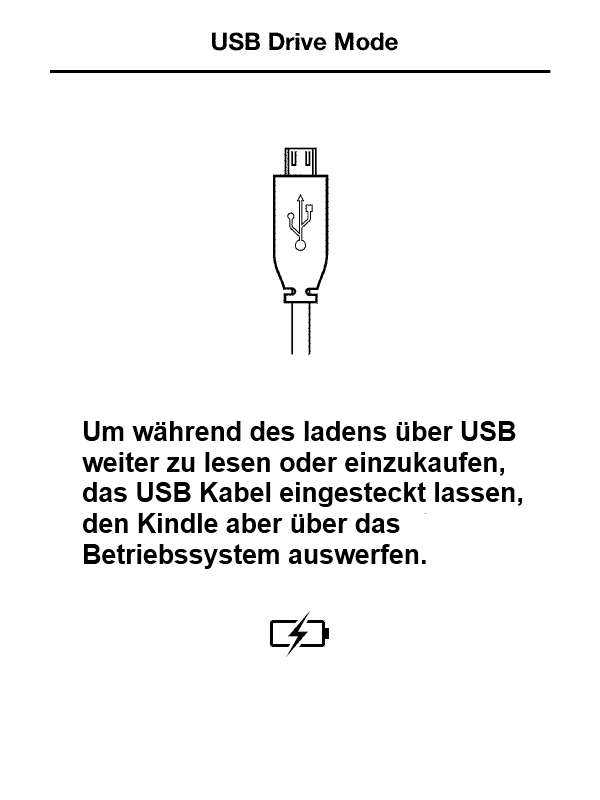 USB Drive Mode
Um während des ladens über USB
weiter zu lesen oder einzukaufen,
das USB Kabel eingesteckt lassen,
den Kindle aber über das
Betriebssystem auswerfen.